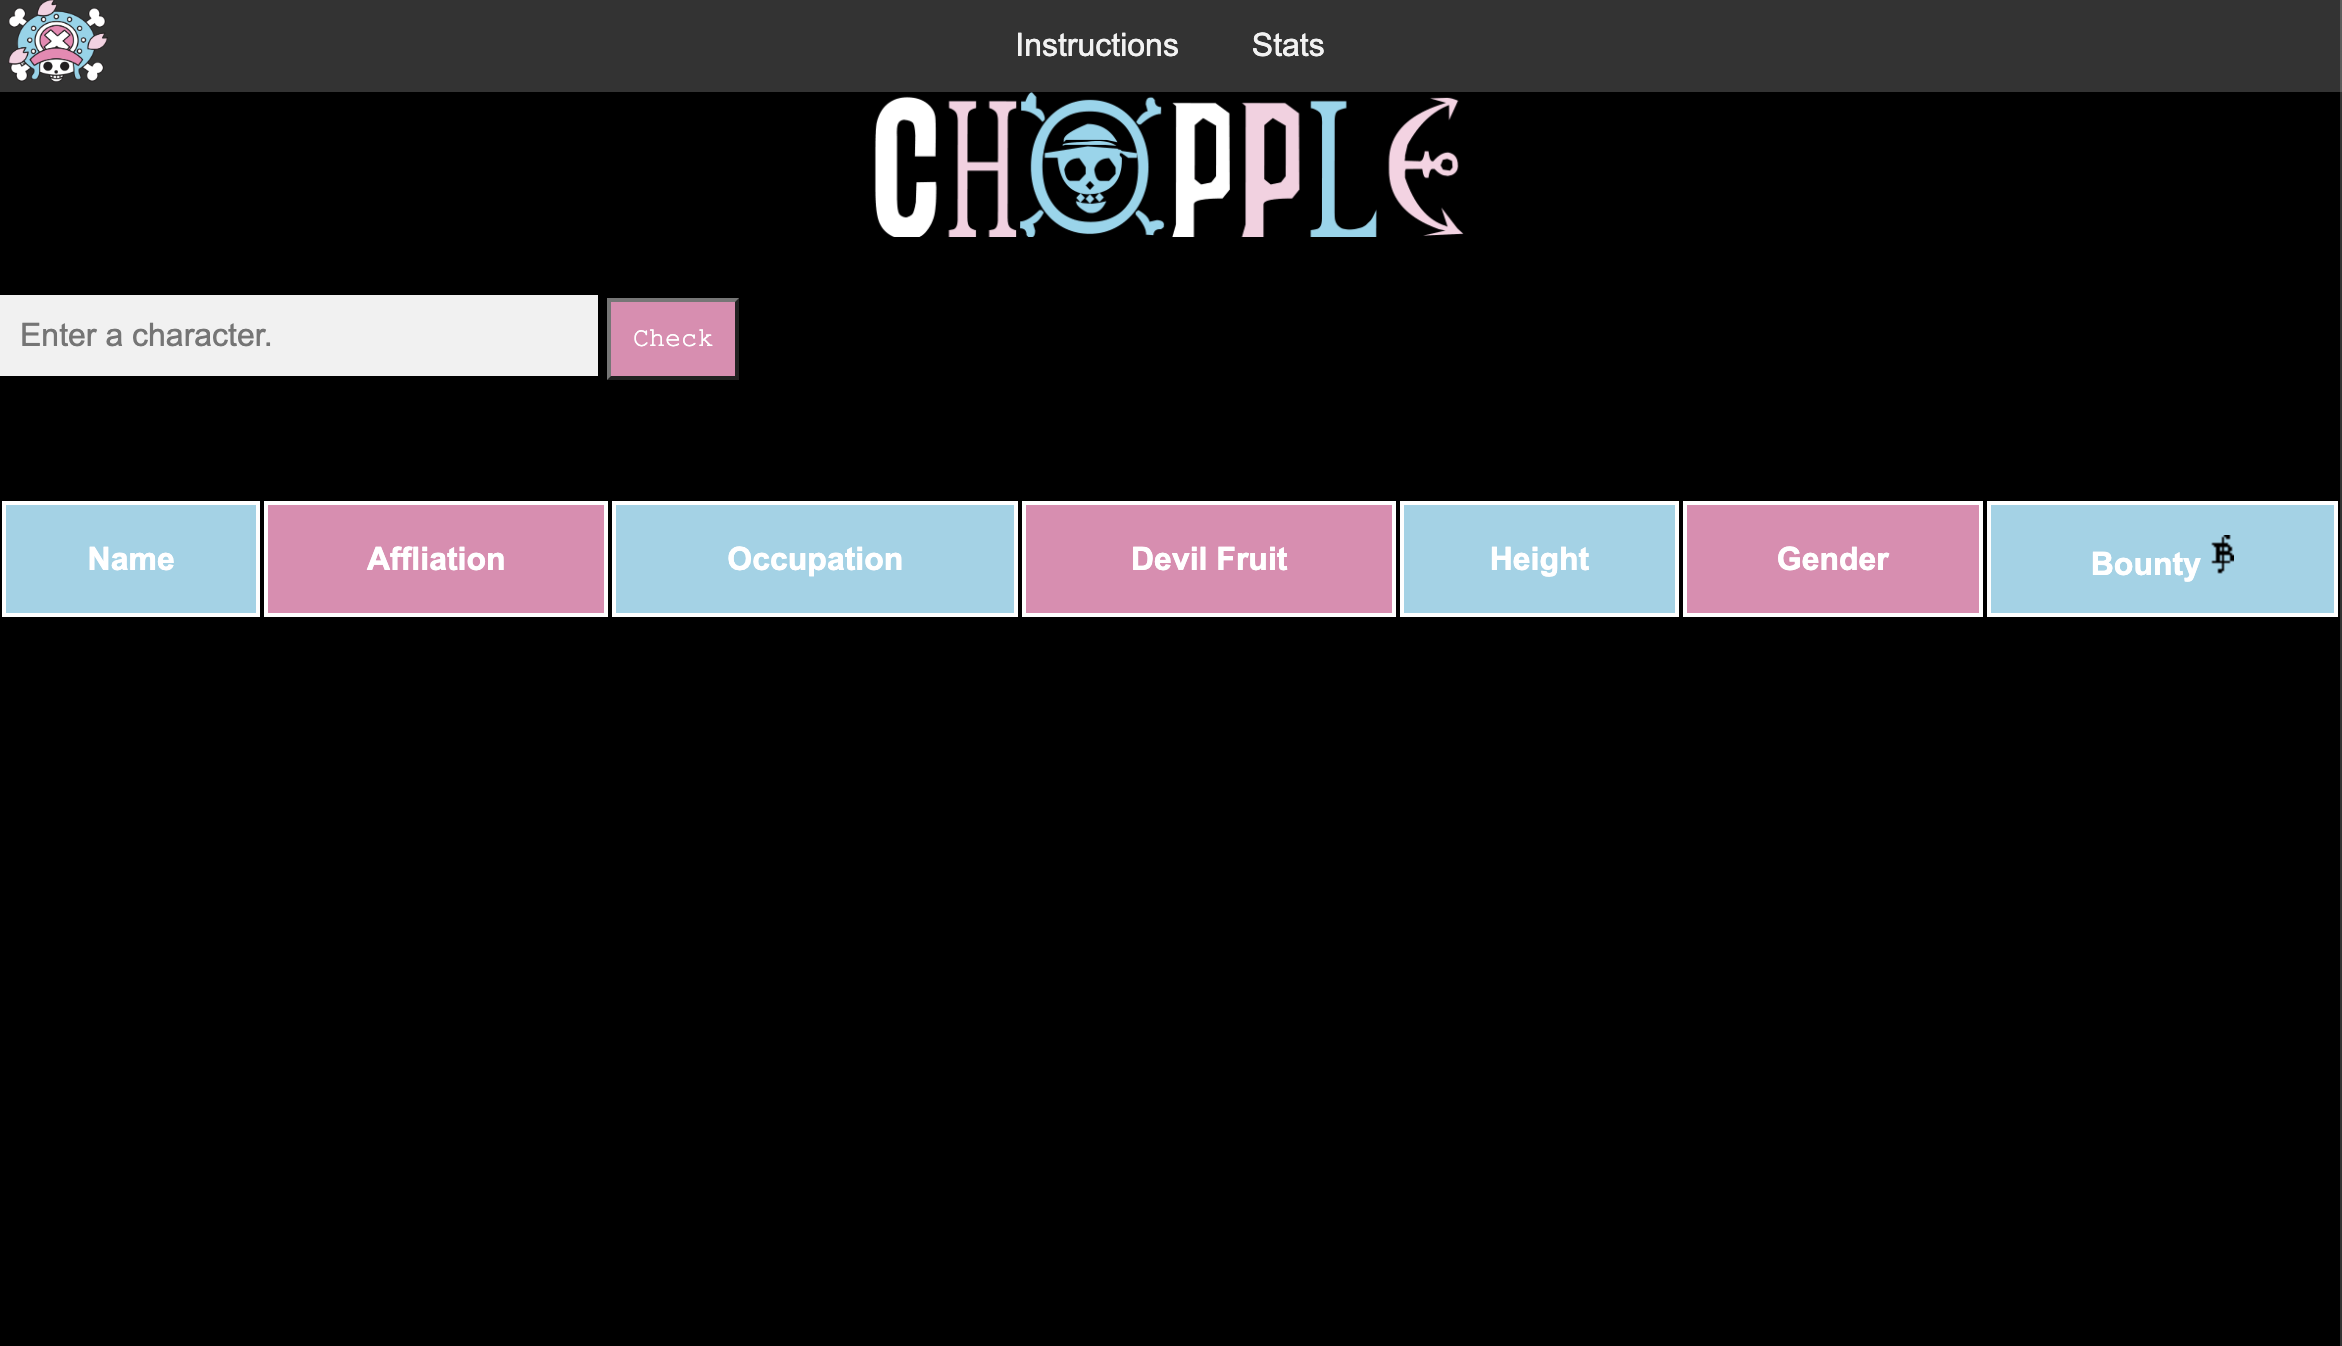 Instructions Stats
CHOPPLE
Enter a character. Check
Name Affliation Occupation Devil Fruit Height Gender Bounty ฿